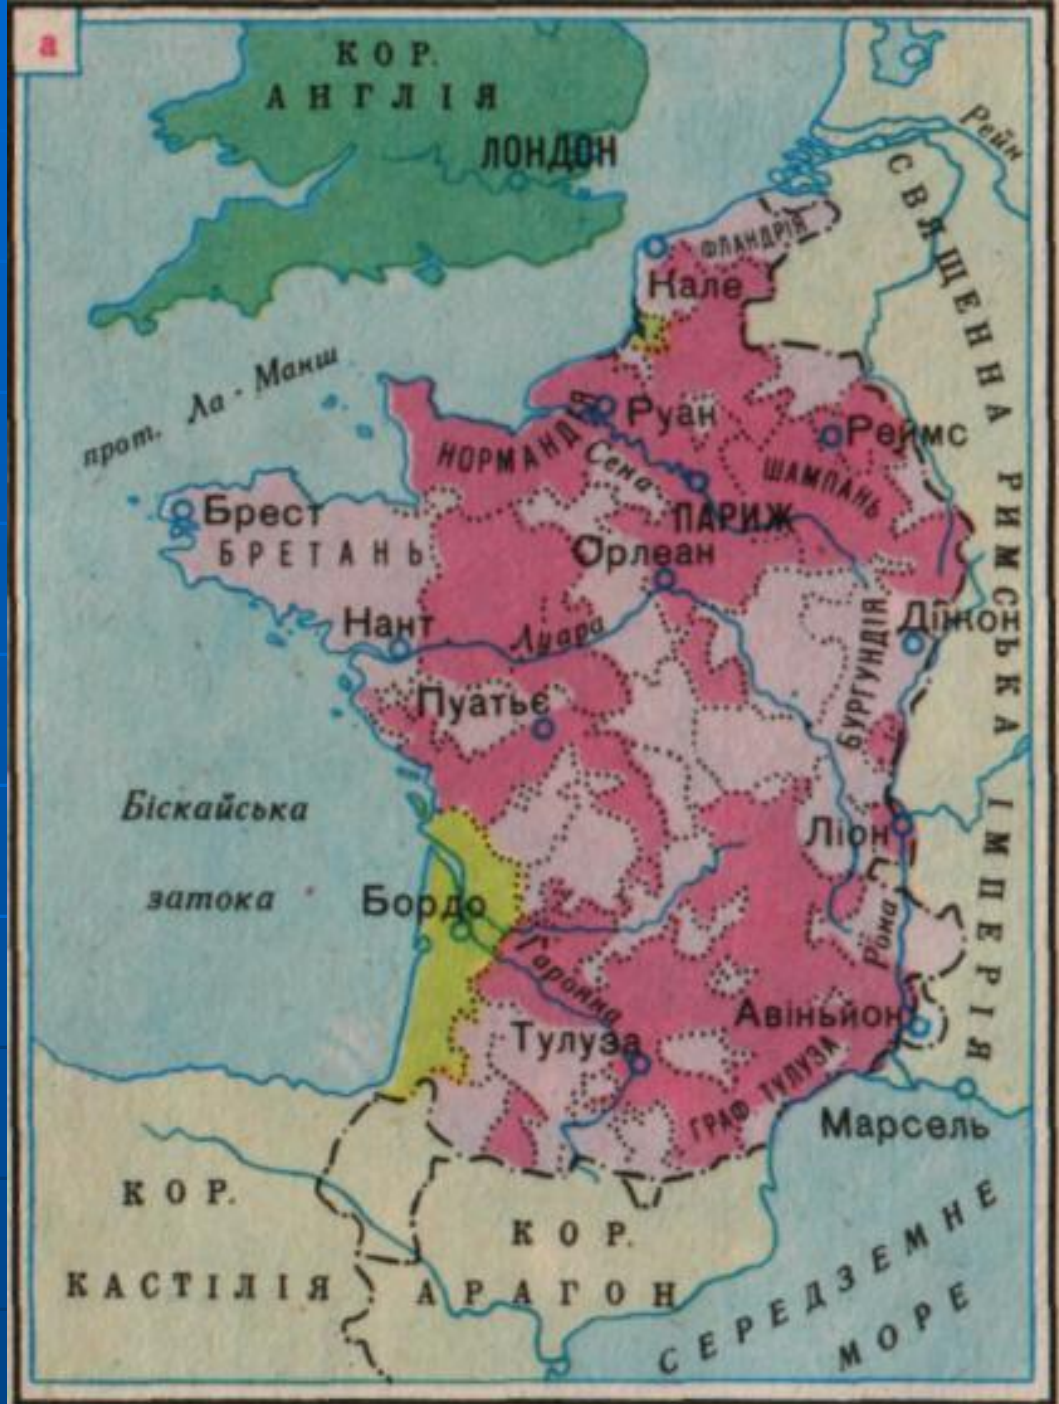 а
КОР.
АНГЛІЯ
ЛОНДОН
Рейн
СВЯЩЕННА РИМСЬКА ІМПЕРІЯ
ФЛАНДРІЯ
Кале
прот. Ла-Манш
Руан
Реймс
НОРМАНДІЯ
Сена
ШАМПАНЬ
ПАРИЖ
Брест
БРЕТАНЬ
Орлеан
Нант
Луара
Діжон
БУРГУНДІЯ
Пуатьє
Біскайська
затока
Ліон
Бордо
Гаронна
Рона
Авіньйон
Тулуза
ГРАФ ТУЛУЗА
Марсель
КОР.
КАСТІЛІЯ
КОР.
АРАГОН
СЕРЕДЗЕМНЕ
МОРЕ